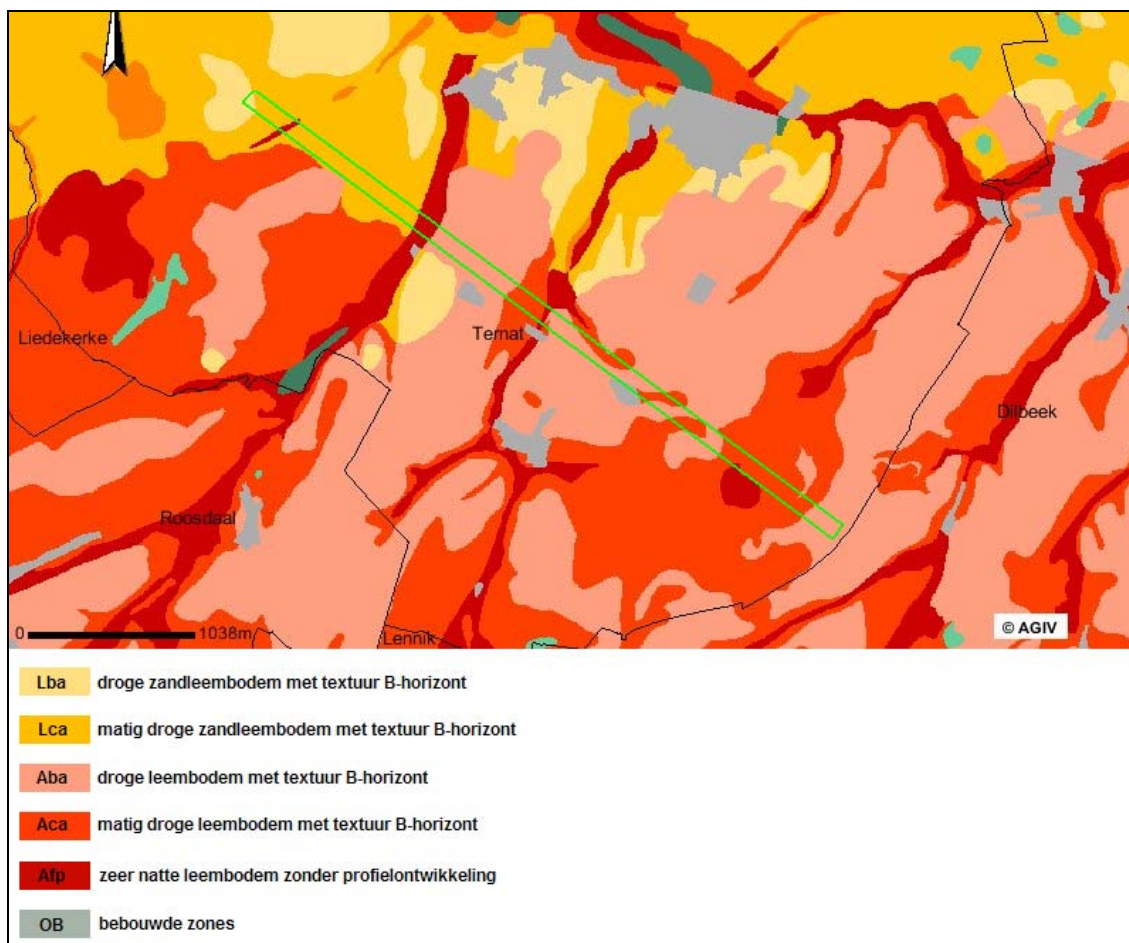 Liedekerke
Ternat
Dilbeek
Roosdaal
Lennik
0 1038m
© AGIV
Lba droge zandleembodem met textuur B-horizont
Lca matig droge zandleembodem met textuur B-horizont
Aba droge leembodem met textuur B-horizont
Aca matig droge leembodem met textuur B-horizont
Afp zeer natte leembodem zonder profielontwikkeling
OB bebouwde zones